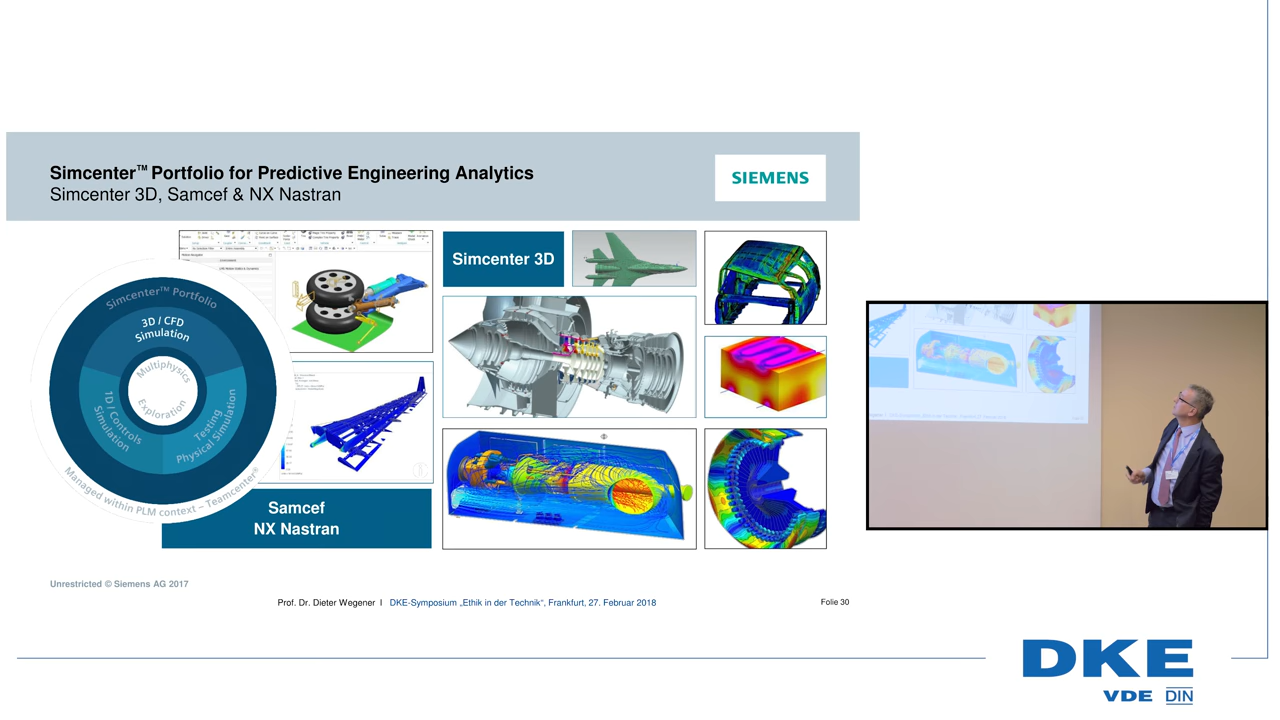 Simcenter™ Portfolio for Predictive Engineering Analytics
Simcenter 3D, Samcef & NX Nastran
SIEMENS
Simcenter™ Portfolio
3D / CFD
Simulation
Multiphysics
Exploration
1D / Controls
Simulation
Testing
Physical Simulation
Managed within PLM context – Teamcenter®
Simcenter 3D
Samcef
NX Nastran
Unrestricted © Siemens AG 2017
Prof. Dr. Dieter Wegener I DKE-Symposium „Ethik in der Technik“, Frankfurt, 27. Februar 2018
Folie 30
DKE
VDE DIN